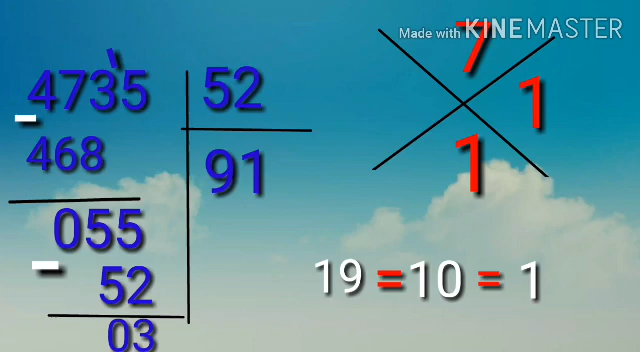 Made with KINEMASTER
4735 52
- 468 91
055
- 52
03
7
1
1
19 = 10 = 1